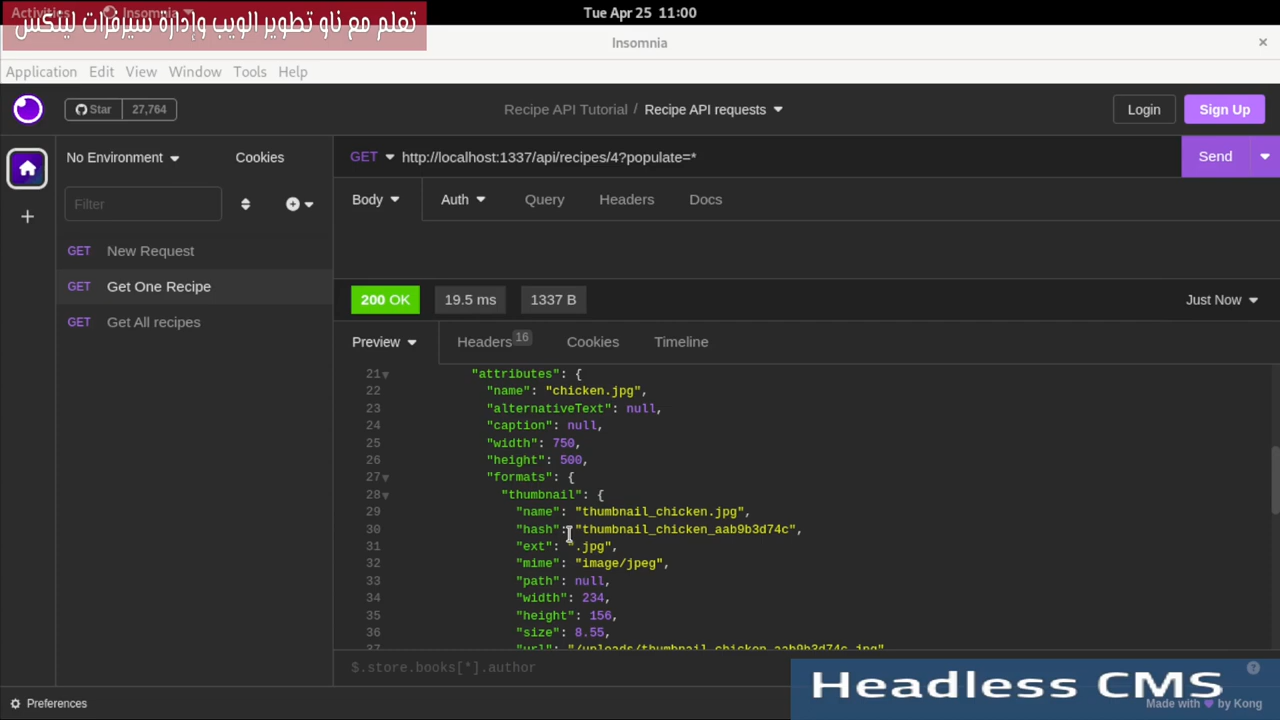 Activities
Insomnia
Tue Apr 25 11:00
تعلم مع ناو تطوير الويب وإدارة سيرفرات لينكس
Insomnia
Application Edit View Window Tools Help
Star 27,764
Recipe API Tutorial / Recipe API requests
Login
Sign Up
No Environment
Cookies
GET http://localhost:1337/api/recipes/4?populate=*
Send
Filter
Body Auth Query Headers Docs
GET New Request
GET Get One Recipe
GET Get All recipes
200 OK 19.5 ms 1337 B
Just Now
Preview Headers 16 Cookies Timeline
21 "attributes": {
22 "name": "chicken.jpg",
23 "alternativeText": null,
24 "caption": null,
25 "width": 750,
26 "height": 500,
27 "formats": {
28 "thumbnail": {
29 "name": "thumbnail_chicken.jpg",
30 "hash": "thumbnail_chicken_aab9b3d74c",
31 "ext": ".jpg",
32 "mime": "image/jpeg",
33 "path": null,
34 "width": 234,
35 "height": 156,
36 "size": 8.55,
37 "url": "/uploads/thumbnail_chicken_aab9b3d74c.jpg"
$.store.books[*].author
Headless CMS
Preferences
Made with by Kong